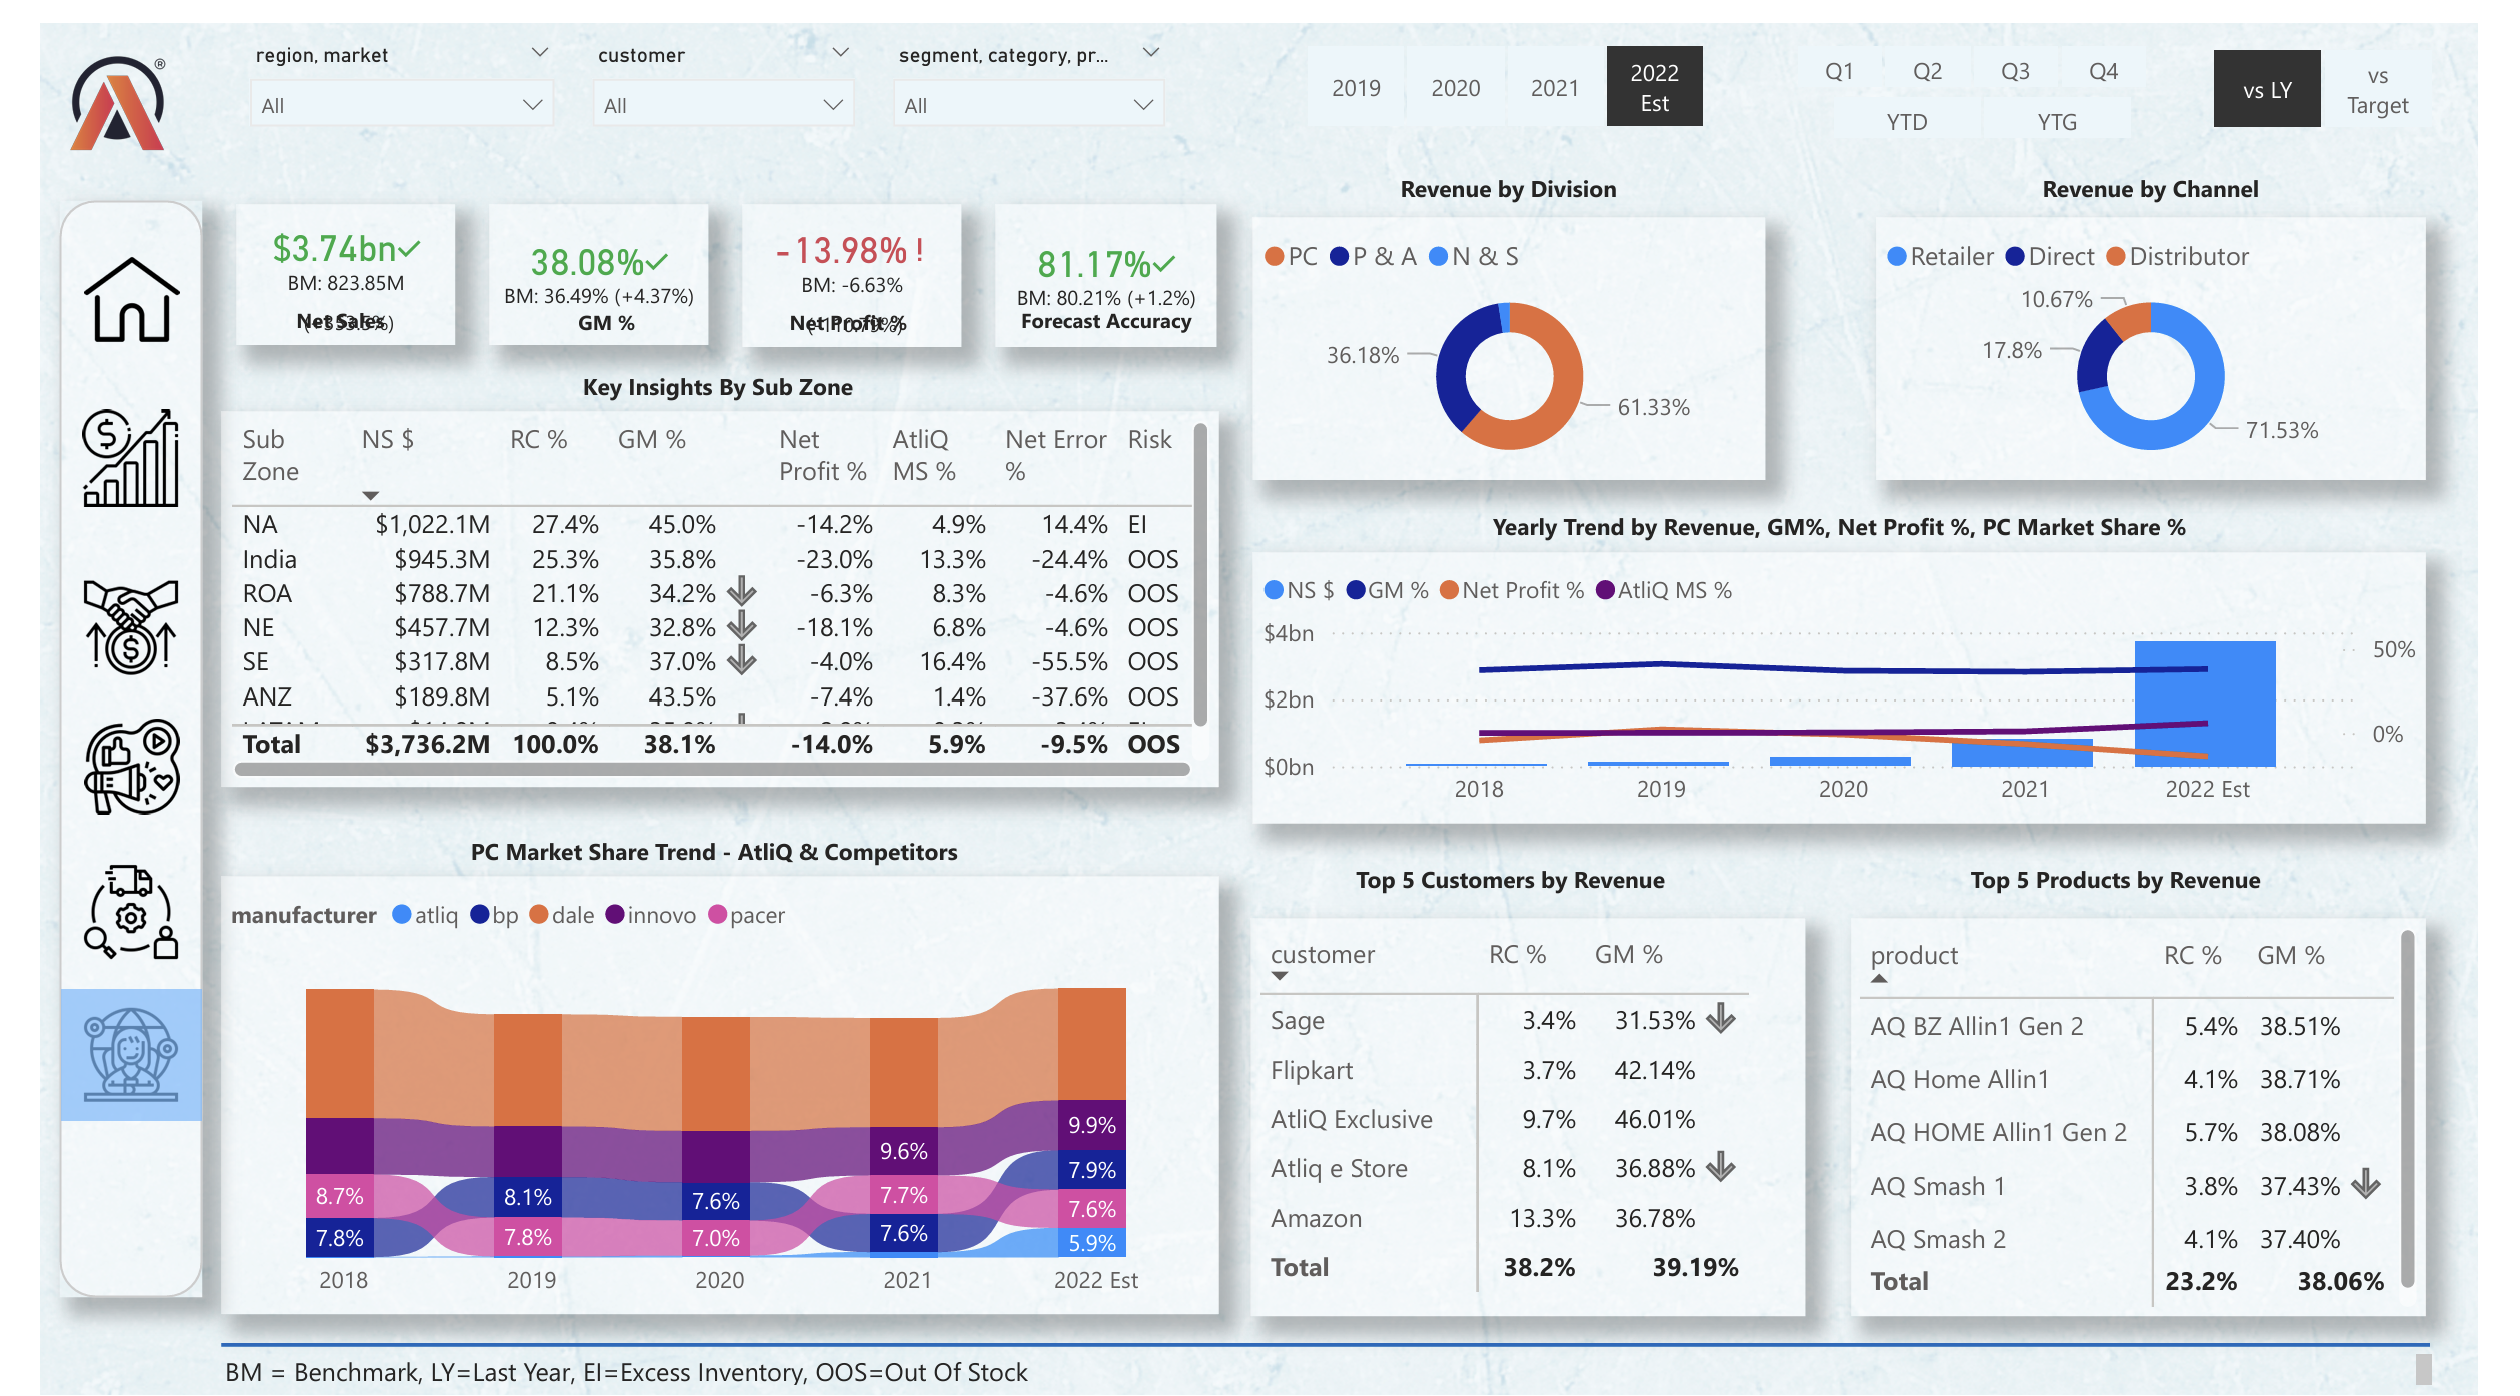 ®
region, market
customer
segment, category, pr...
All
All
All
2019
2020
2021
2022
Est
Q1
Q2
Q3
Q4
YTD
YTG
vs LY
vs
Target
$3.74bn
BM: 823.85M
Net Sales
38.08%
BM: 36.49% (+4.37%)
GM %
-13.98% !
BM: -6.63%
Net Profit %
81.17%
BM: 80.21% (+1.2%)
Forecast Accuracy
Revenue by Division
PC P & A N & S
36.18%
61.33%
Revenue by Channel
Retailer Direct Distributor
10.67%
17.8%
71.53%
Key Insights By Sub Zone
Sub Zone NS $ RC % GM % Net Profit % AtliQ MS % Net Error % Risk
NA $1,022.1M 27.4% 45.0% -14.2% 4.9% 14.4% EI
India $945.3M 25.3% 35.8% -23.0% 13.3% -24.4% OOS
ROA $788.7M 21.1% 34.2% -6.3% 8.3% -4.6% OOS
NE $457.7M 12.3% 32.8% -18.1% 6.8% -4.6% OOS
SE $317.8M 8.5% 37.0% -4.0% 16.4% -55.5% OOS
ANZ $189.8M 5.1% 43.5% -7.4% 1.4% -37.6% OOS
Total $3,736.2M 100.0% 38.1% -14.0% 5.9% -9.5% OOS
Yearly Trend by Revenue, GM%, Net Profit %, PC Market Share %
NS $ GM % Net Profit % AtliQ MS %
$4bn
$2bn
$0bn
50%
0%
2018 2019 2020 2021 2022 Est
PC Market Share Trend - AtliQ & Competitors
manufacturer atliq bp dale innovo pacer
8.7%
7.8%
8.1%
7.8%
7.6%
7.0%
9.6%
7.7%
7.6%
9.9%
7.9%
7.6%
5.9%
2018 2019 2020 2021 2022 Est
Top 5 Customers by Revenue
customer RC % GM %
Sage 3.4% 31.53%
Flipkart 3.7% 42.14%
AtliQ Exclusive 9.7% 46.01%
Atliq e Store 8.1% 36.88%
Amazon 13.3% 36.78%
Total 38.2% 39.19%
Top 5 Products by Revenue
product RC % GM %
AQ BZ Allin1 Gen 2 5.4% 38.51%
AQ Home Allin1 4.1% 38.71%
AQ HOME Allin1 Gen 2 5.7% 38.08%
AQ Smash 1 3.8% 37.43%
AQ Smash 2 4.1% 37.40%
Total 23.2% 38.06%
BM = Benchmark, LY=Last Year, EI=Excess Inventory, OOS=Out Of Stock